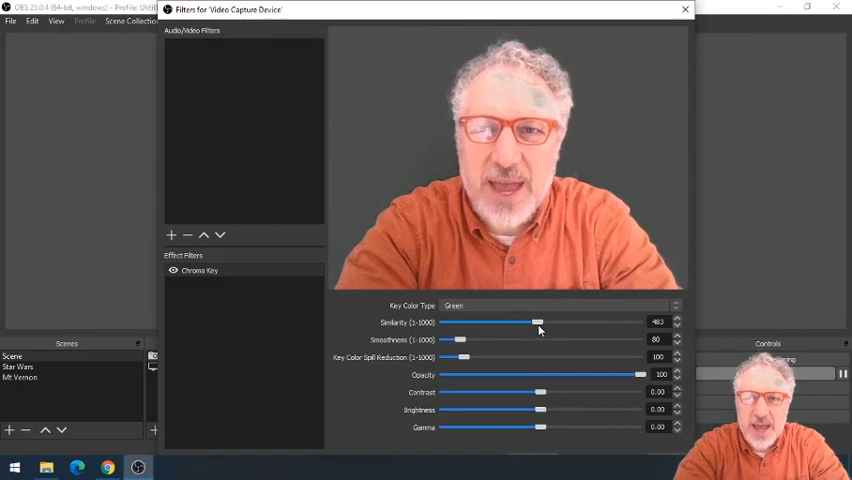 OBS 25.0.4 (64-bit, windows) - Profile: Untitl
Filters for 'Video Capture Device'
File Edit View Profile Scene Collection
Audio/Video Filters
Effect Filters
Chroma Key
Key Color Type Green
Similarity (1-1000) 483
Smoothness (1-1000) 80
Key Color Spill Reduction (1-1000) 100
Opacity 100
Contrast 0.00
Brightness 0.00
Gamma 0.00
Scenes
Scene
Star Wars
Mt Vernon
Controls